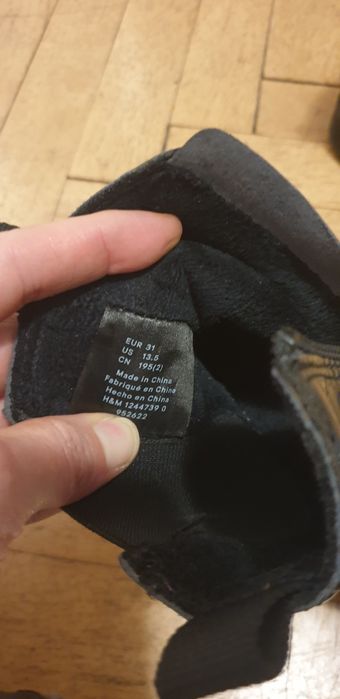 EUR 31
US 13.5
CN 195(2)
Made in China
Fabriqué en Chine
Hecho en China
H&M 1244739 0
952622